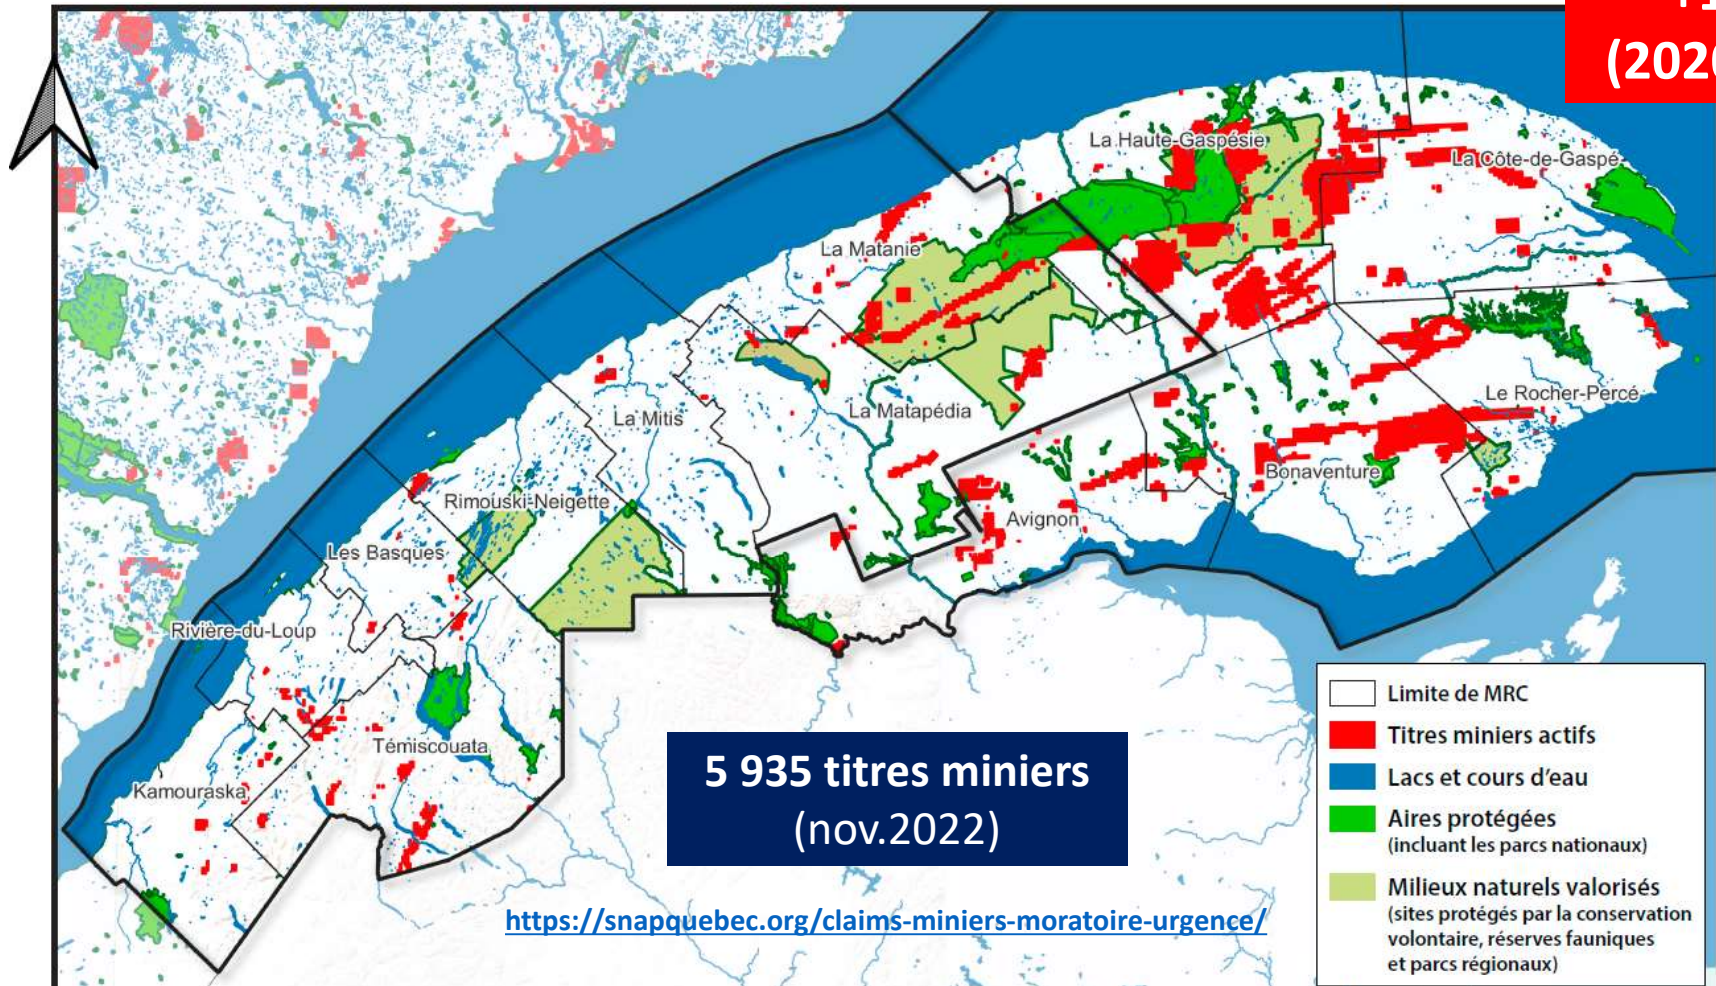 (2020
La Haute-Gaspésie
La Côte-de-Gaspé
La Matanie
Le Rocher-Percé
La Matapédia
La Mitis
Bonaventure
Rimouski-Neigette
Avignon
Les Basques
Rivière-du-Loup
Témiscouata
Kamouraska
5 935 titres miniers
(nov.2022)
https://snapquebec.org/claims-miniers-moratoire-urgence/
Limite de MRC
Titres miniers actifs
Lacs et cours d'eau
Aires protégées
(incluant les parcs nationaux)
Milieux naturels valorisés
(sites protégés par la conservation
volontaire, réserves fauniques
et parcs régionaux)